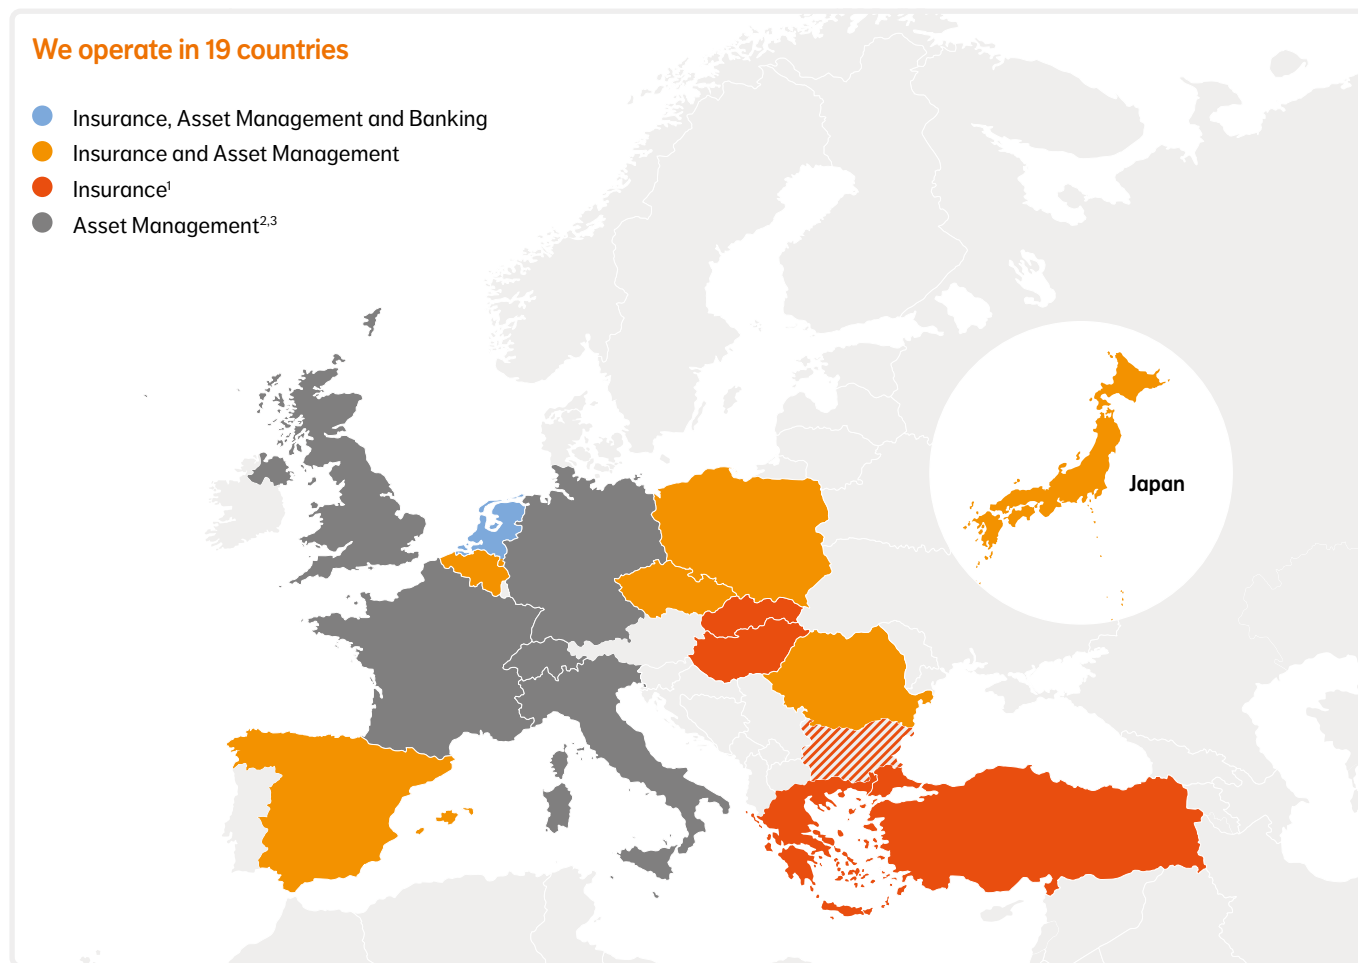 We operate in 19 countries
Insurance, Asset Management and Banking
Insurance and Asset Management
Insurance¹
Asset Management²,³
Japan